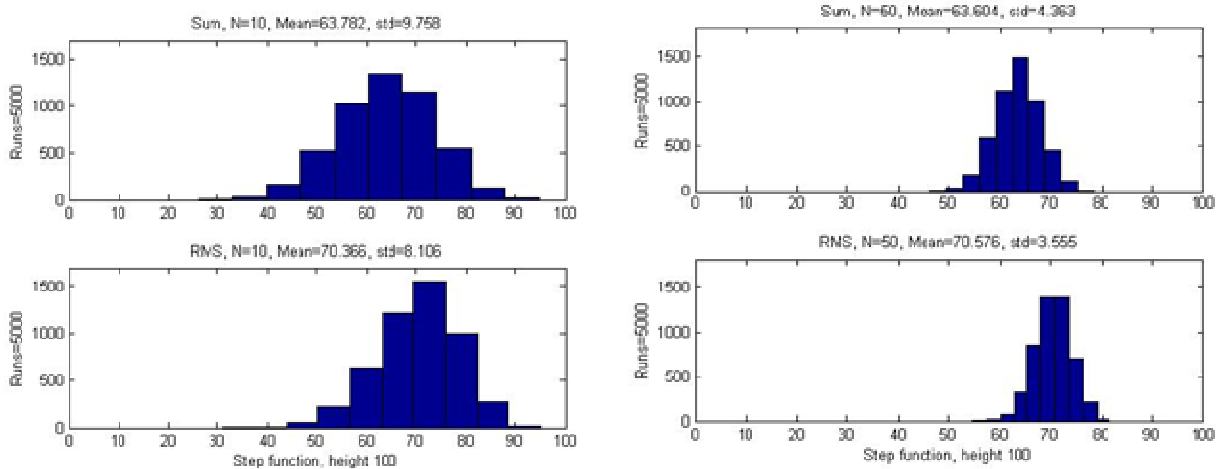 Sum, N=10, Mean=63.782, std=9.758
Runs=5000
1500
1000
500
0
0 10 20 30 40 50 60 70 80 90 100
RMS, N=10, Mean=70.366, std=8.106
Runs=5000
1500
1000
500
0
0 10 20 30 40 50 60 70 80 90 100
Step function, height 100
Sum, N=50, Mean=63.604, std=4.363
Runs=5000
1500
1000
500
0
0 10 20 30 40 50 60 70 80 90 100
RMS, N=50, Mean=70.576, std=3.555
Runs=5000
1500
1000
500
0
0 10 20 30 40 50 60 70 80 90 100
Step function, height 100